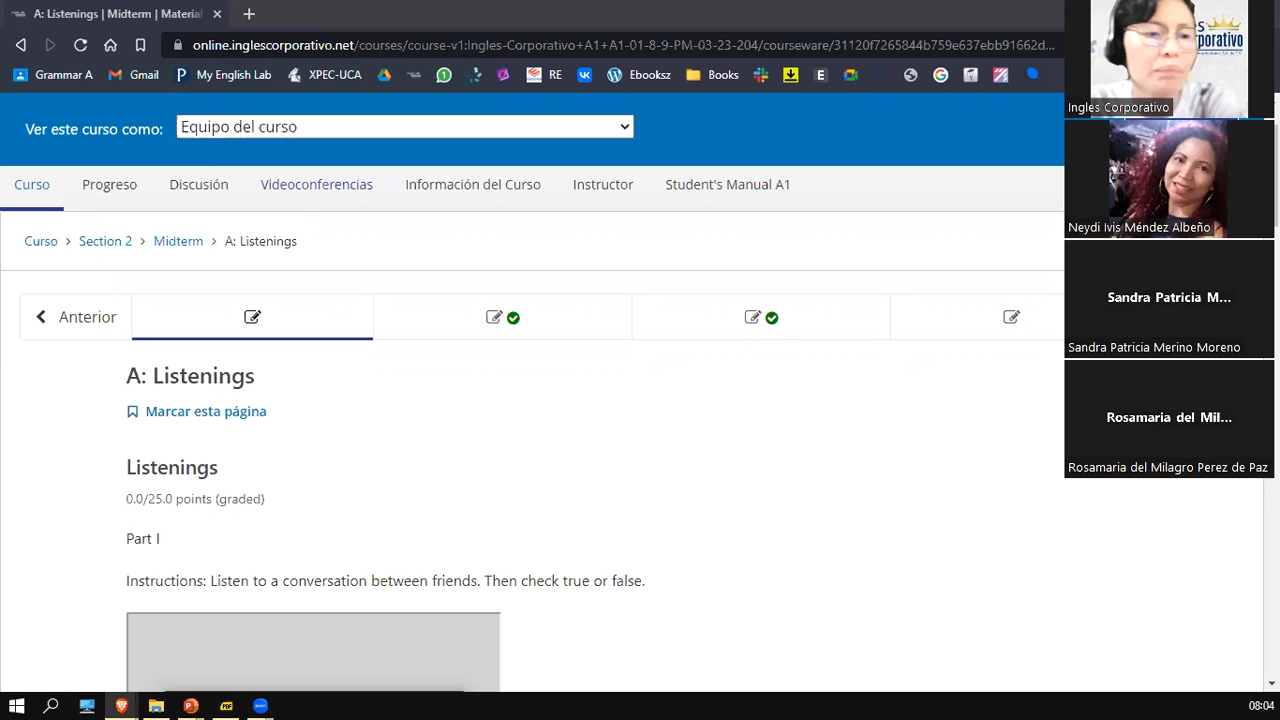 A: Listenings | Midterm | Material
online.inglescorporativo.net/courses/course-v1:Ingles-Corporativo+A1+A1-01-8-9-PM-03-23-204/courseware/31120f7265844b759e637ebb91662d...
Grammar A
Gmail
My English Lab
XPEC-UCA
RE
Ebooksz
Books
Ver este curso como:
Equipo del curso
Curso
Progreso
Discusión
Videoconferencias
Información del Curso
Instructor
Student's Manual A1
Curso > Section 2 > Midterm > A: Listenings
Anterior
A: Listenings
Marcar esta página
Listenings
0.0/25.0 points (graded)
Part I
Instructions: Listen to a conversation between friends. Then check true or false.
porativo
Ingles Corporativo
Neydi Ivis Méndez Albeño
Sandra Patricia M...
Sandra Patricia Merino Moreno
Rosamaria del Mil...
Rosamaria del Milagro Perez de Paz
08:04